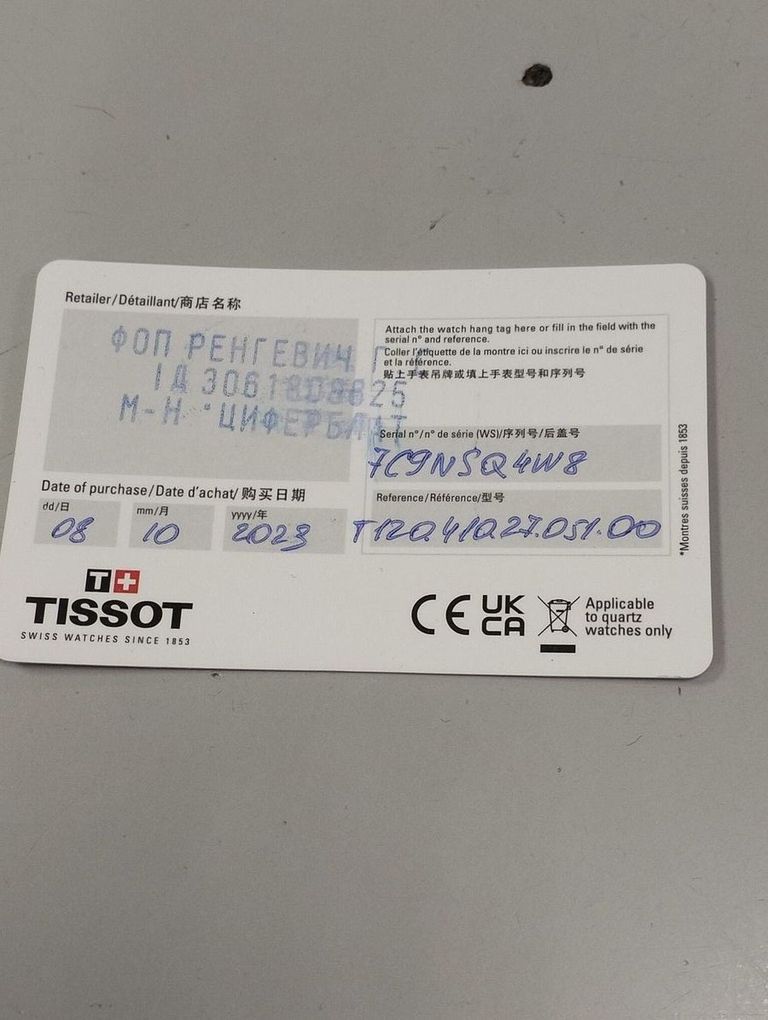 Retailer/Détaillant/商店名称
ФОП РЕНГЕВИЧ Г
ІД 3061808825
М-Н "ЦИФЕРБЛАТ
Attach the watch hang tag here or fill in the field with the
serial n° and reference.
Coller l'étiquette de la montre ici ou inscrire le n° de série
et la référence.
贴上手表吊牌或填上手表型号和序列号
Serial n°/n° de série (WS)/序列号/后盖号
7C9NSQ4W8
Reference/Référence/型号
T120.410.27.051.00
Date of purchase/Date d'achat/购买日期
dd/日 mm/月 yyyy/年
08 10 2023
*Montres suisses depuis 1853
T+
TISSOT
SWISS WATCHES SINCE 1853
CE UK
CA
Applicable
to quartz
watches only